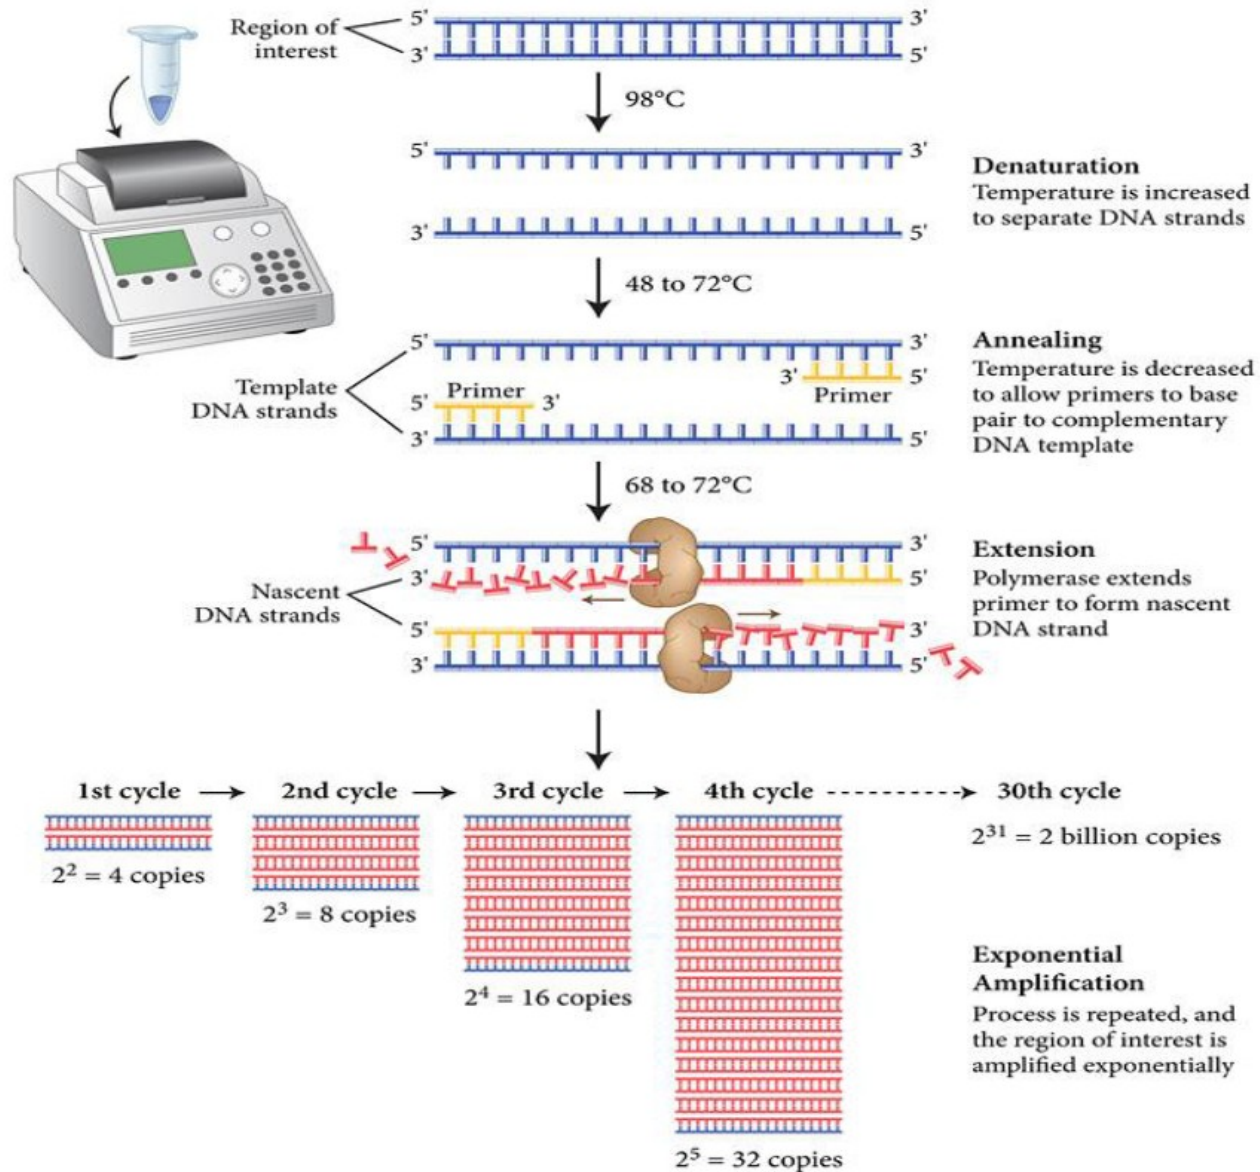 Region of
interest
5'
3'
3'
5'
98°C
5'
3'
3'
5'
Denaturation
Temperature is increased
to separate DNA strands
48 to 72°C
Template
DNA strands
5'
3'
3'
5'
Primer
Primer
5'
3'
3'
5'
Annealing
Temperature is decreased
to allow primers to base
pair to complementary
DNA template
68 to 72°C
Nascent
DNA strands
5'
3'
3'
5'
5'
3'
3'
5'
Extension
Polymerase extends
primer to form nascent
DNA strand
1st cycle
2nd cycle
3rd cycle
4th cycle
30th cycle
2² = 4 copies
2³ = 8 copies
2⁴ = 16 copies
2⁵ = 32 copies
2³¹ = 2 billion copies
Exponential
Amplification
Process is repeated, and
the region of interest is
amplified exponentially